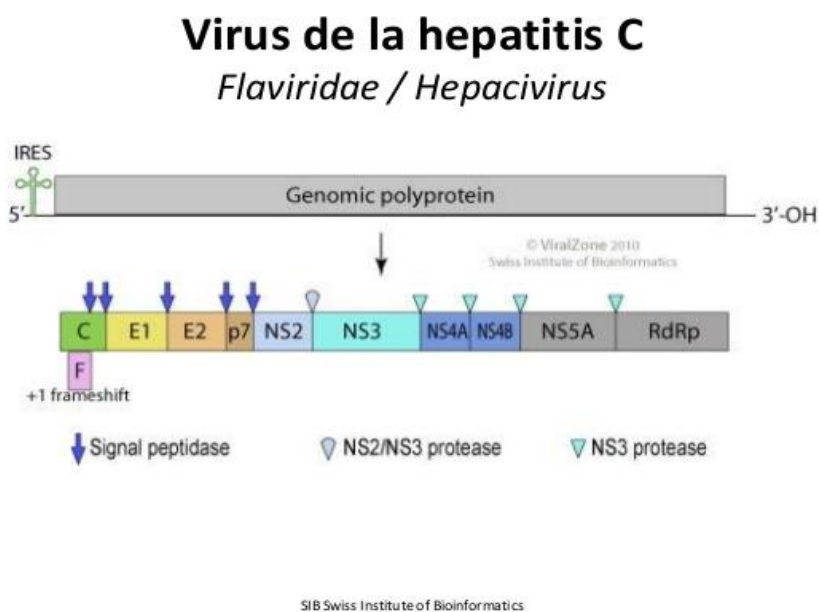 Virus de la hepatitis C
Flaviridae / Hepacivirus
IRES
Genomic polyprotein
5' 3'-OH
© ViralZone 2010
Swiss Institute of Bioinformatics
C E1 E2 p7 NS2 NS3 NS4A NS4B NS5A RdRp
F
+1 frameshift
Signal peptidase NS2/NS3 protease NS3 protease
SIB Swiss Institute of Bioinformatics